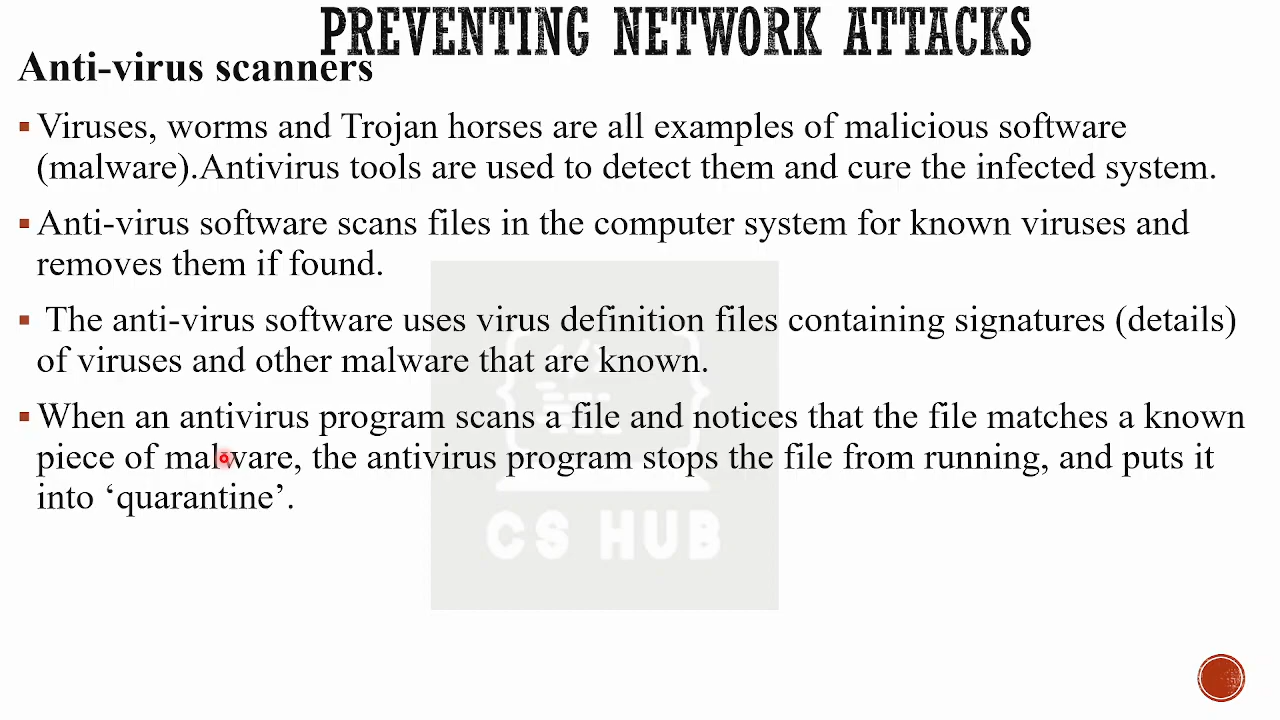 PREVENTING NETWORK ATTACKS
Anti-virus scanners
▪Viruses, worms and Trojan horses are all examples of malicious software
(malware).Antivirus tools are used to detect them and cure the infected system.
▪Anti-virus software scans files in the computer system for known viruses and
removes them if found.
▪ The anti-virus software uses virus definition files containing signatures (details)
of viruses and other malware that are known.
▪When an antivirus program scans a file and notices that the file matches a known
piece of malware, the antivirus program stops the file from running, and puts it
into ‘quarantine’.
CS HUB